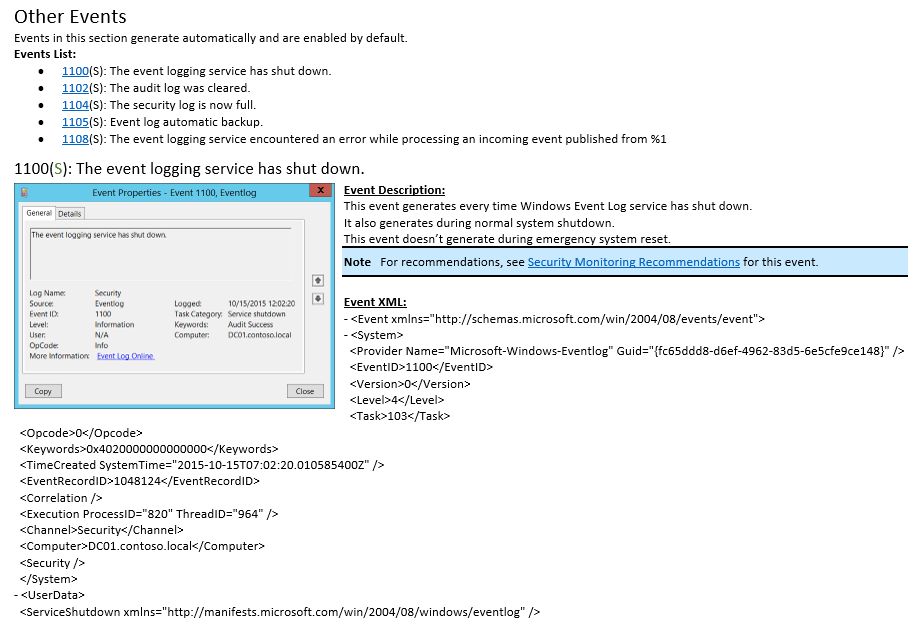 Other Events
Events in this section generate automatically and are enabled by default.
Events List:
• 1100(S): The event logging service has shut down.
• 1102(S): The audit log was cleared.
• 1104(S): The security log is now full.
• 1105(S): Event log automatic backup.
• 1108(S): The event logging service encountered an error while processing an incoming event published from %1
1100(S): The event logging service has shut down.
Event Properties - Event 1100, Eventlog
x
General Details
The event logging service has shut down.
Log Name: Security
Source: Eventlog Logged: 10/15/2015 12:02:20
Event ID: 1100 Task Category: Service shutdown
Level: Information Keywords: Audit Success
User: N/A Computer: DC01.contoso.local
OpCode: Info
More Information: Event Log Online
Copy Close
Event Description:
This event generates every time Windows Event Log service has shut down.
It also generates during normal system shutdown.
This event doesn’t generate during emergency system reset.
Note For recommendations, see Security Monitoring Recommendations for this event.
Event XML:
- <Event xmlns="http://schemas.microsoft.com/win/2004/08/events/event">
- <System>
<Provider Name="Microsoft-Windows-Eventlog" Guid="{fc65ddd8-d6ef-4962-83d5-6e5cfe9ce148}" />
<EventID>1100</EventID>
<Version>0</Version>
<Level>4</Level>
<Task>103</Task>
<Opcode>0</Opcode>
<Keywords>0x4020000000000000</Keywords>
<TimeCreated SystemTime="2015-10-15T07:02:20.010585400Z" />
<EventRecordID>1048124</EventRecordID>
<Correlation />
<Execution ProcessID="820" ThreadID="964" />
<Channel>Security</Channel>
<Computer>DC01.contoso.local</Computer>
<Security />
</System>
- <UserData>
<ServiceShutdown xmlns="http://manifests.microsoft.com/win/2004/08/windows/eventlog" />